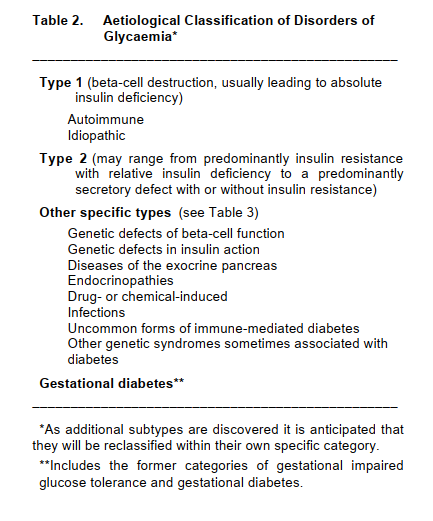 Table 2. Aetiological Classification of Disorders of
Glycaemia*
Type 1 (beta-cell destruction, usually leading to absolute
insulin deficiency)
Autoimmune
Idiopathic
Type 2 (may range from predominantly insulin resistance
with relative insulin deficiency to a predominantly
secretory defect with or without insulin resistance)
Other specific types (see Table 3)
Genetic defects of beta-cell function
Genetic defects in insulin action
Diseases of the exocrine pancreas
Endocrinopathies
Drug- or chemical-induced
Infections
Uncommon forms of immune-mediated diabetes
Other genetic syndromes sometimes associated with
diabetes
Gestational diabetes**
*As additional subtypes are discovered it is anticipated that
they will be reclassified within their own specific category.
**Includes the former categories of gestational impaired
glucose tolerance and gestational diabetes.